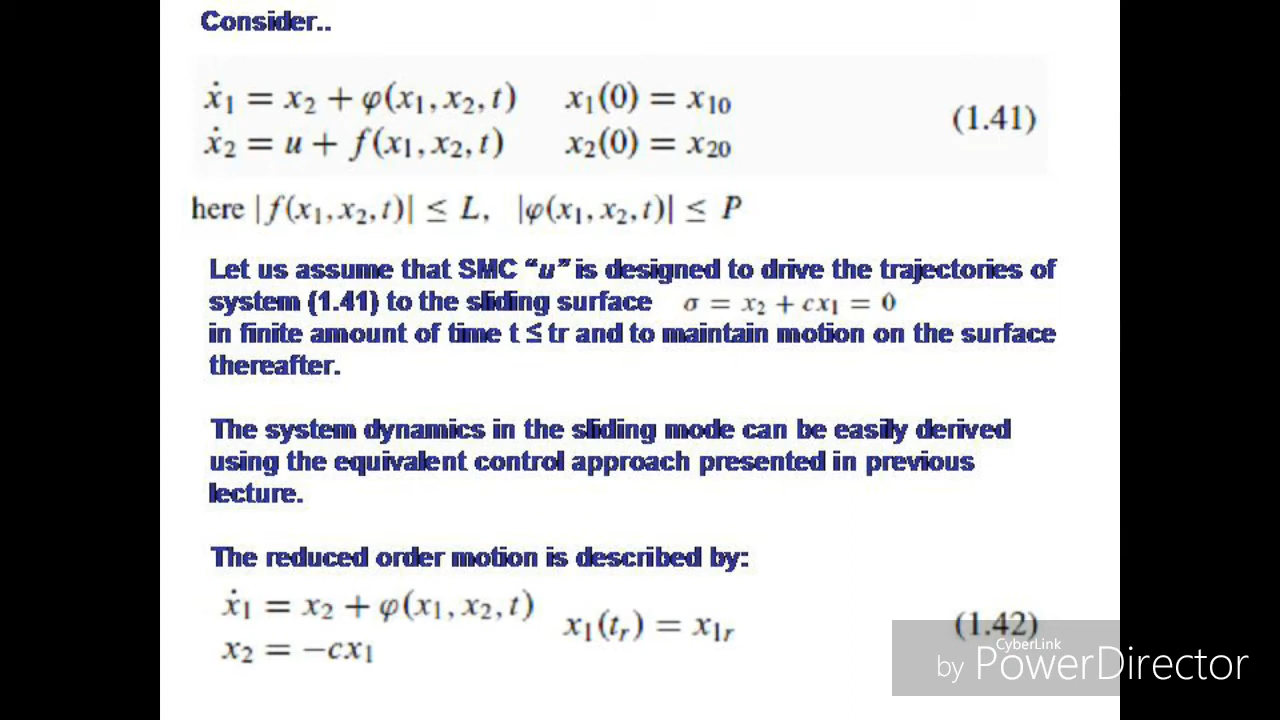 Consider..
ẋ₁ = x₂ + φ(x₁, x₂, t)   x₁(0) = x₁₀
(1.41)
ẋ₂ = u + f(x₁, x₂, t)   x₂(0) = x₂₀
here |f(x₁, x₂, t)| ≤ L,  |φ(x₁, x₂, t)| ≤ P
Let us assume that SMC “u” is designed to drive the trajectories of
system (1.41) to the sliding surface   σ = x₂ + cx₁ = 0
in finite amount of time t ≤ tr and to maintain motion on the surface
thereafter.
The system dynamics in the sliding mode can be easily derived
using the equivalent control approach presented in previous
lecture.
The reduced order motion is described by:
ẋ₁ = x₂ + φ(x₁, x₂, t)
x₁(tᵣ) = x₁ᵣ   (1.42)
x₂ = −cx₁
CyberLink
by PowerDirector